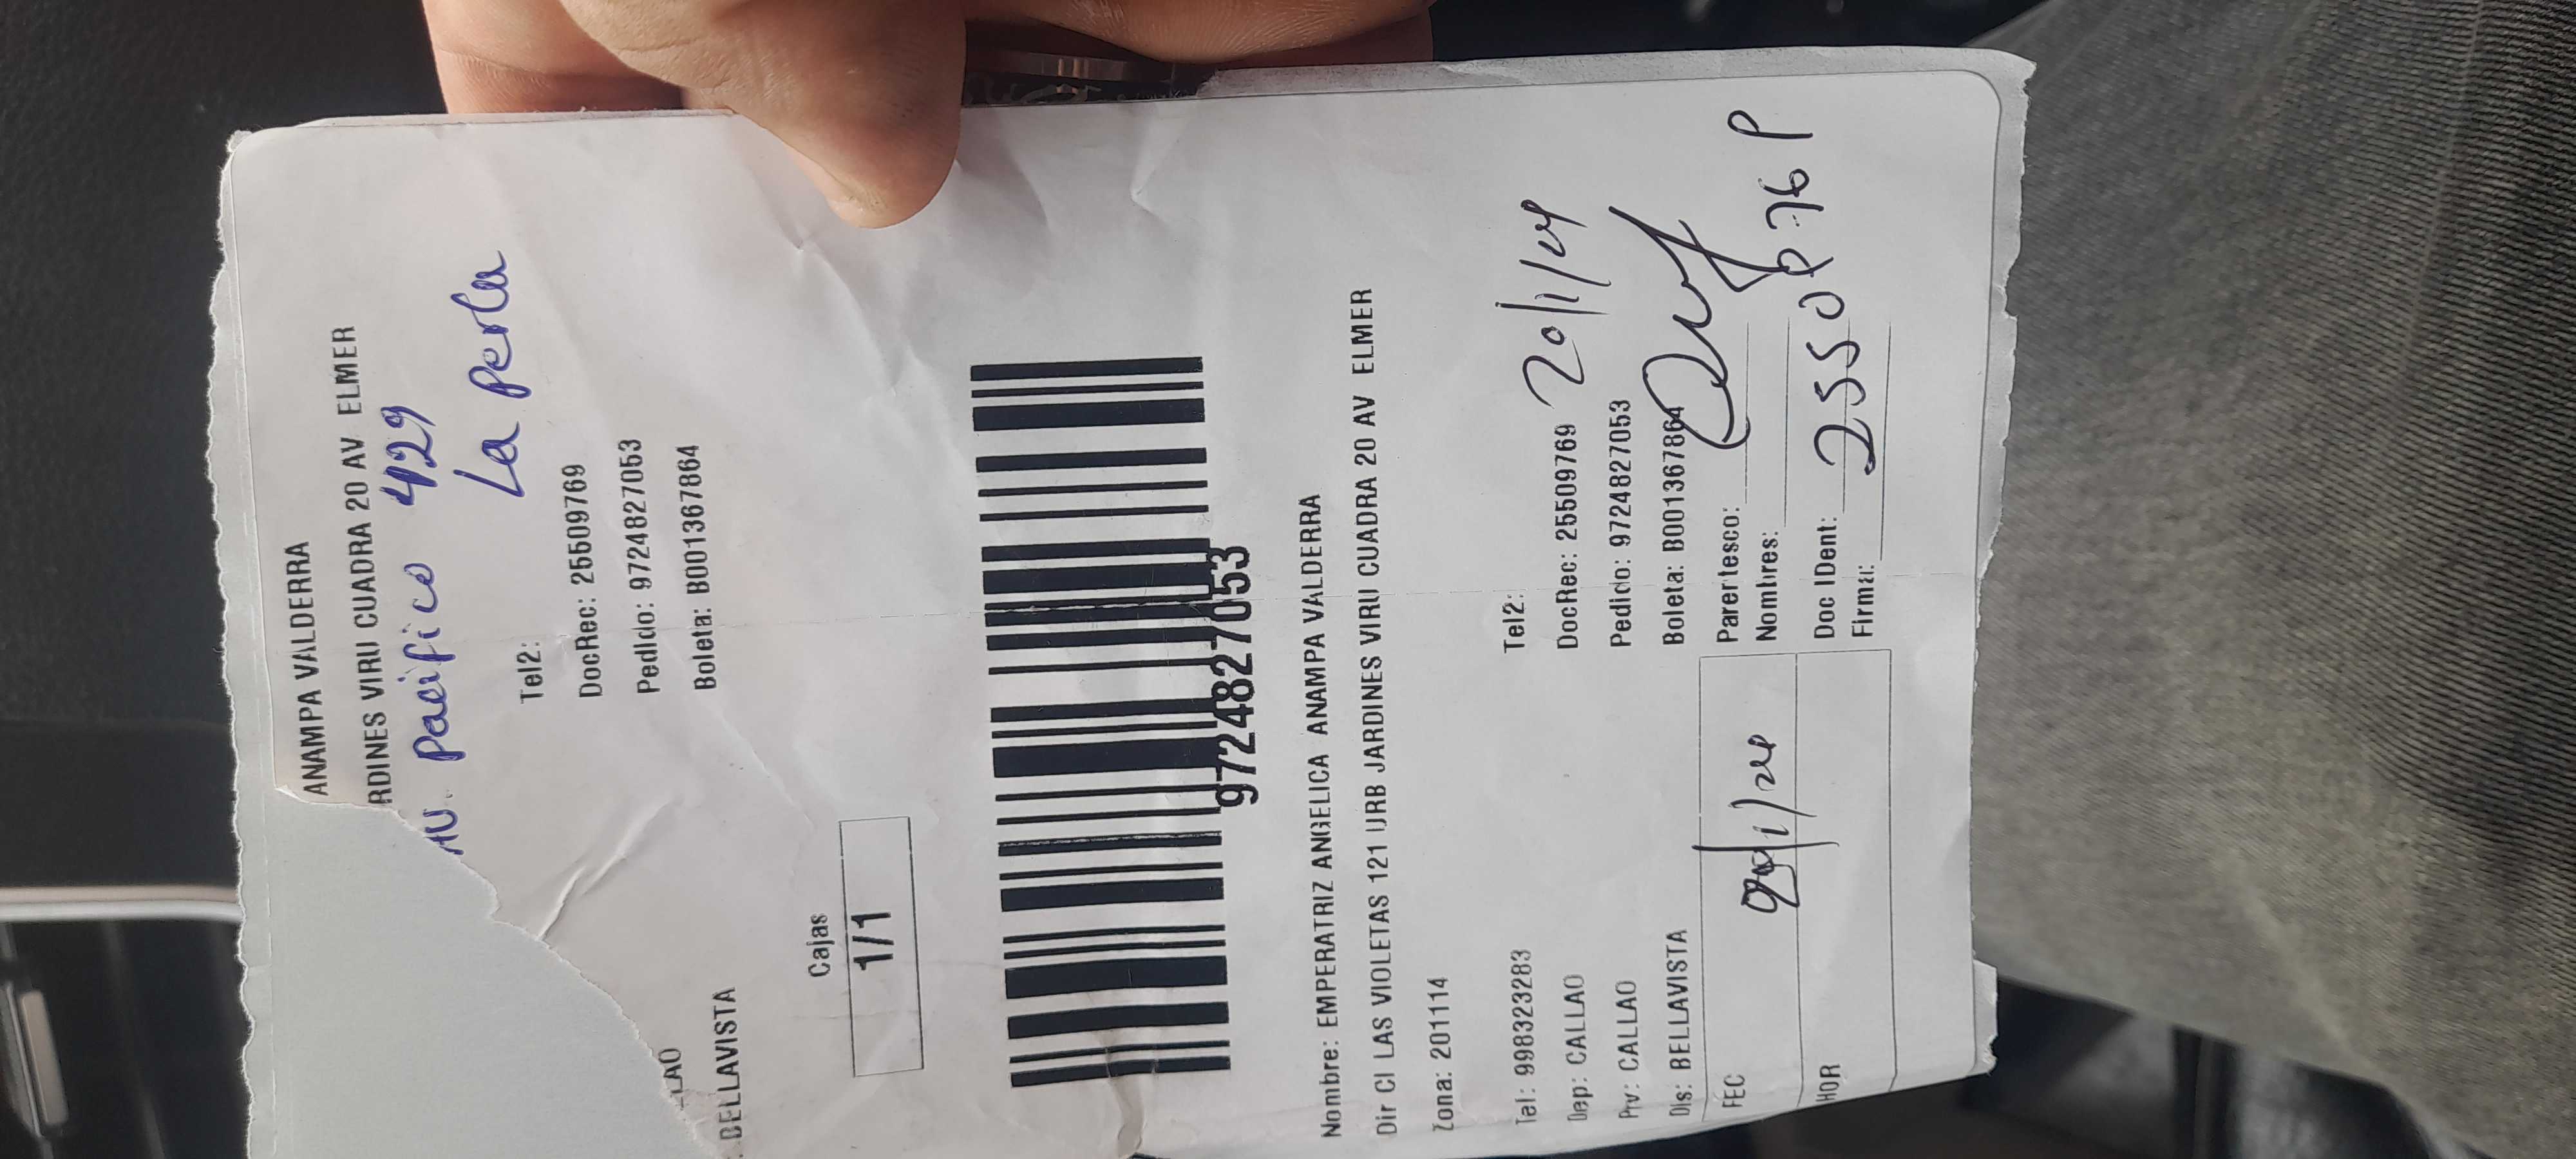 ANAMPA VALDERRA
RDINES VIRU CUADRA 20 AV ELMER
AU pacifico 429
La perla
Tel2:
DocRec: 25509769
Pedido: 9724827053
LAO
Boleta: B001367864
: BELLAVISTA
Cajas
1/1
9724827053
Nombre: EMPERATRIZ ANGELICA ANAMPA VALDERRA
Dir Cl LAS VIOLETAS 121 URB JARDINES VIRU CUADRA 20 AV ELMER
Zona: 201114
Tel: 998323283 Tel2:
Dep: CALLAO DocRec: 25509769 20/1/24
Prv: CALLAO Pedido: 9724827053
Dis: BELLAVISTA Boleta: B001367864
FEC Parentesco:
Nombres:
HOR Doc IDent: 2550
Firma: